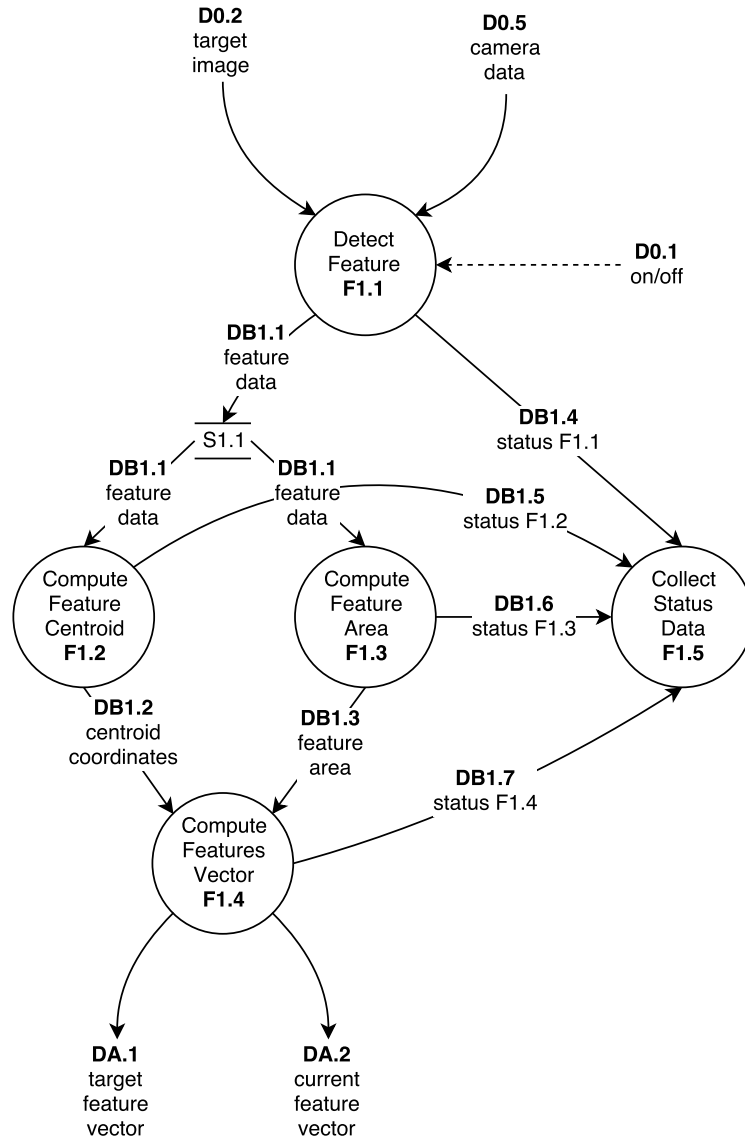 D0.2
target
image
D0.5
camera
data
Detect
Feature
F1.1
D0.1
on/off
DB1.1
feature
data
DB1.4
status F1.1
S1.1
DB1.1
feature
data
DB1.1
feature
data
DB1.5
status F1.2
Compute
Feature
Centroid
F1.2
Compute
Feature
Area
F1.3
DB1.6
status F1.3
Collect
Status
Data
F1.5
DB1.2
centroid
coordinates
DB1.3
feature
area
DB1.7
status F1.4
Compute
Features
Vector
F1.4
DA.1
target
feature
vector
DA.2
current
feature
vector